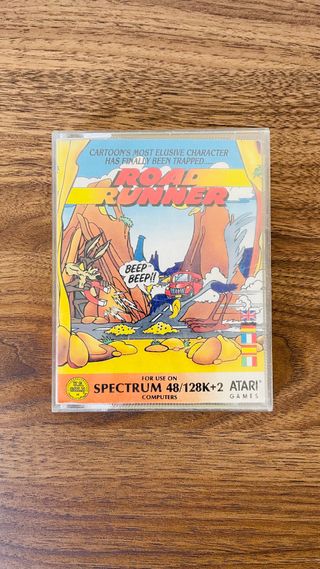 CARTOON'S MOST ELUSIVE CHARACTER
HAS FINALLY BEEN TRAPPED....
ROAD
RUNNER
BEEP
BEEP!!
FOR USE ON
SPECTRUM 48/128K+2
COMPUTERS
U.S.
GOLD
ATARI
GAMES